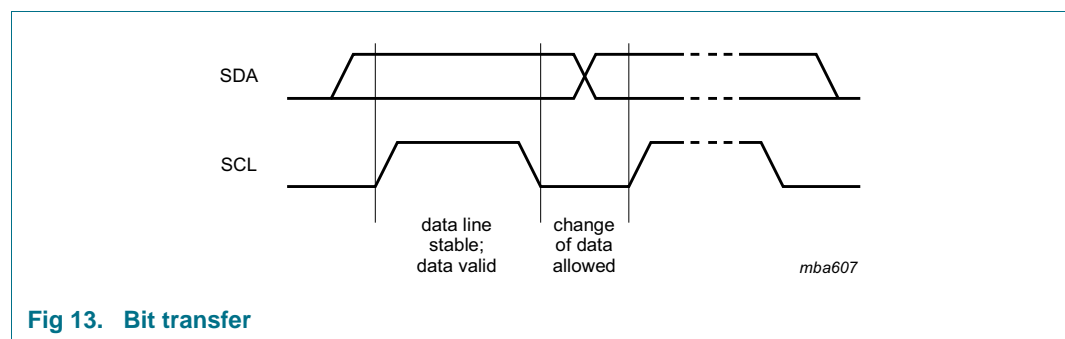 SDA
SCL
data line
stable;
data valid
change
of data
allowed
mba607
Fig 13. Bit transfer